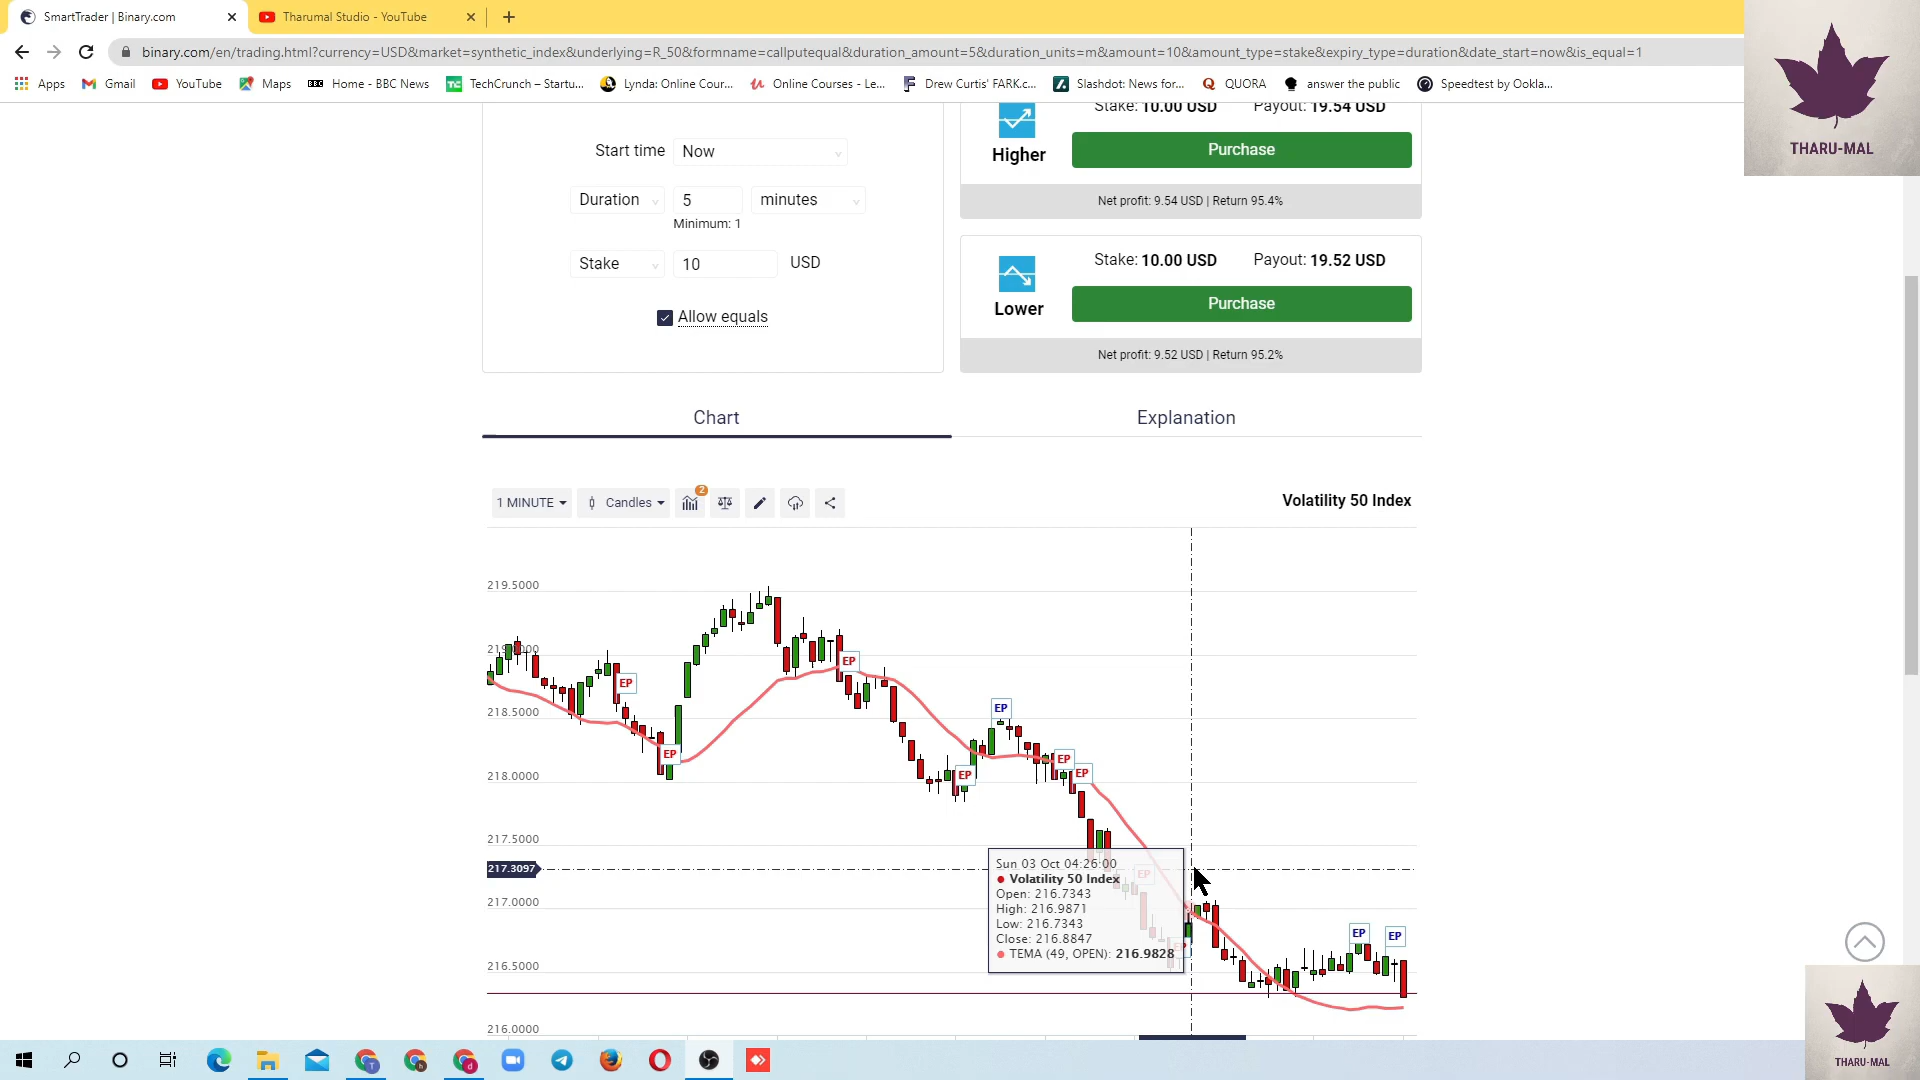 SmartTrader | Binary.com
Tharumal Studio - YouTube
binary.com/en/trading.html?currency=USD&market=synthetic_index&underlying=R_50&formname=callputequal&duration_amount=5&duration_units=m&amount=10&amount_type=stake&expiry_type=duration&date_start=now&is_equal=1
Apps Gmail YouTube Maps Home - BBC News TechCrunch – Startu... Lynda: Online Cour... Online Courses - Le... Drew Curtis' FARK.c... Slashdot: News for... QUORA answer the public Speedtest by Ookla...
THARU-MAL
Start time Now
Duration 5 minutes
Minimum: 1
Stake 10 USD
Allow equals
Stake: 10.00 USD Payout: 19.54 USD
Higher Purchase
Net profit: 9.54 USD | Return 95.4%
Stake: 10.00 USD Payout: 19.52 USD
Lower Purchase
Net profit: 9.52 USD | Return 95.2%
Chart Explanation
1 MINUTE Candles 2
Volatility 50 Index
219.5000
EP
218.5000
EP
EP
EP
218.0000
EP
EP
EP
217.5000
217.3097
217.0000
216.5000
216.0000
Sun 03 Oct 04:26:00
Volatility 50 Index
Open: 216.7343
High: 216.9871
Low: 216.7343
Close: 216.8847
TEMA (49, OPEN): 216.9828
EP
EP
EP
EP
THARU-MAL